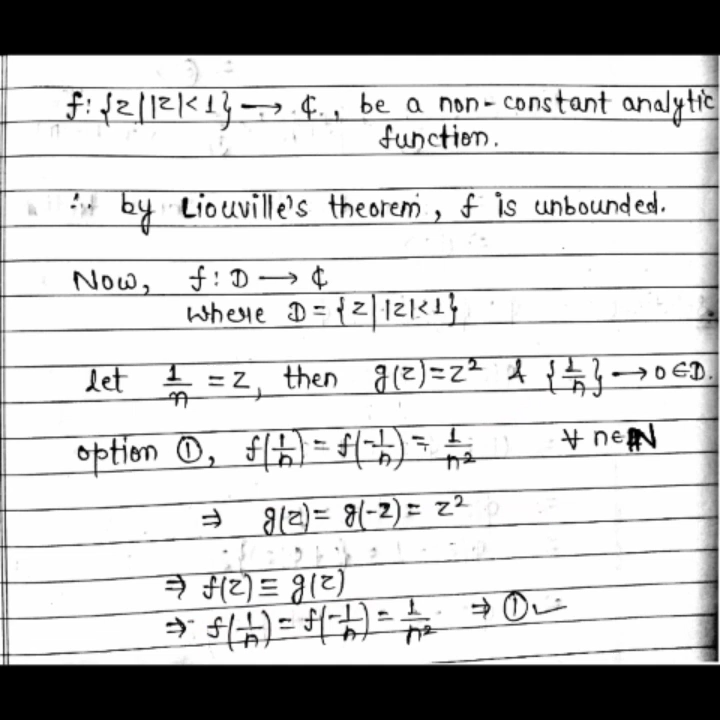 f: {z| |z|<1} → ₵, be a non-constant analytic
function.
∴ by Liouville's theorem, f is unbounded.
Now, f: D → ₵
where D = {z| |z|<1}
let 1/n = z, then g(z)=z² & {1/n} → 0 ∈ D.
option ①, f(1/n) = f(-1/n) = 1/n² ∀ n∈N
⇒ g(z) = g(-z) = z²
⇒ f(z) ≡ g(z)
⇒ f(1/n) = f(-1/n) = 1/n² ⇒ ①✓